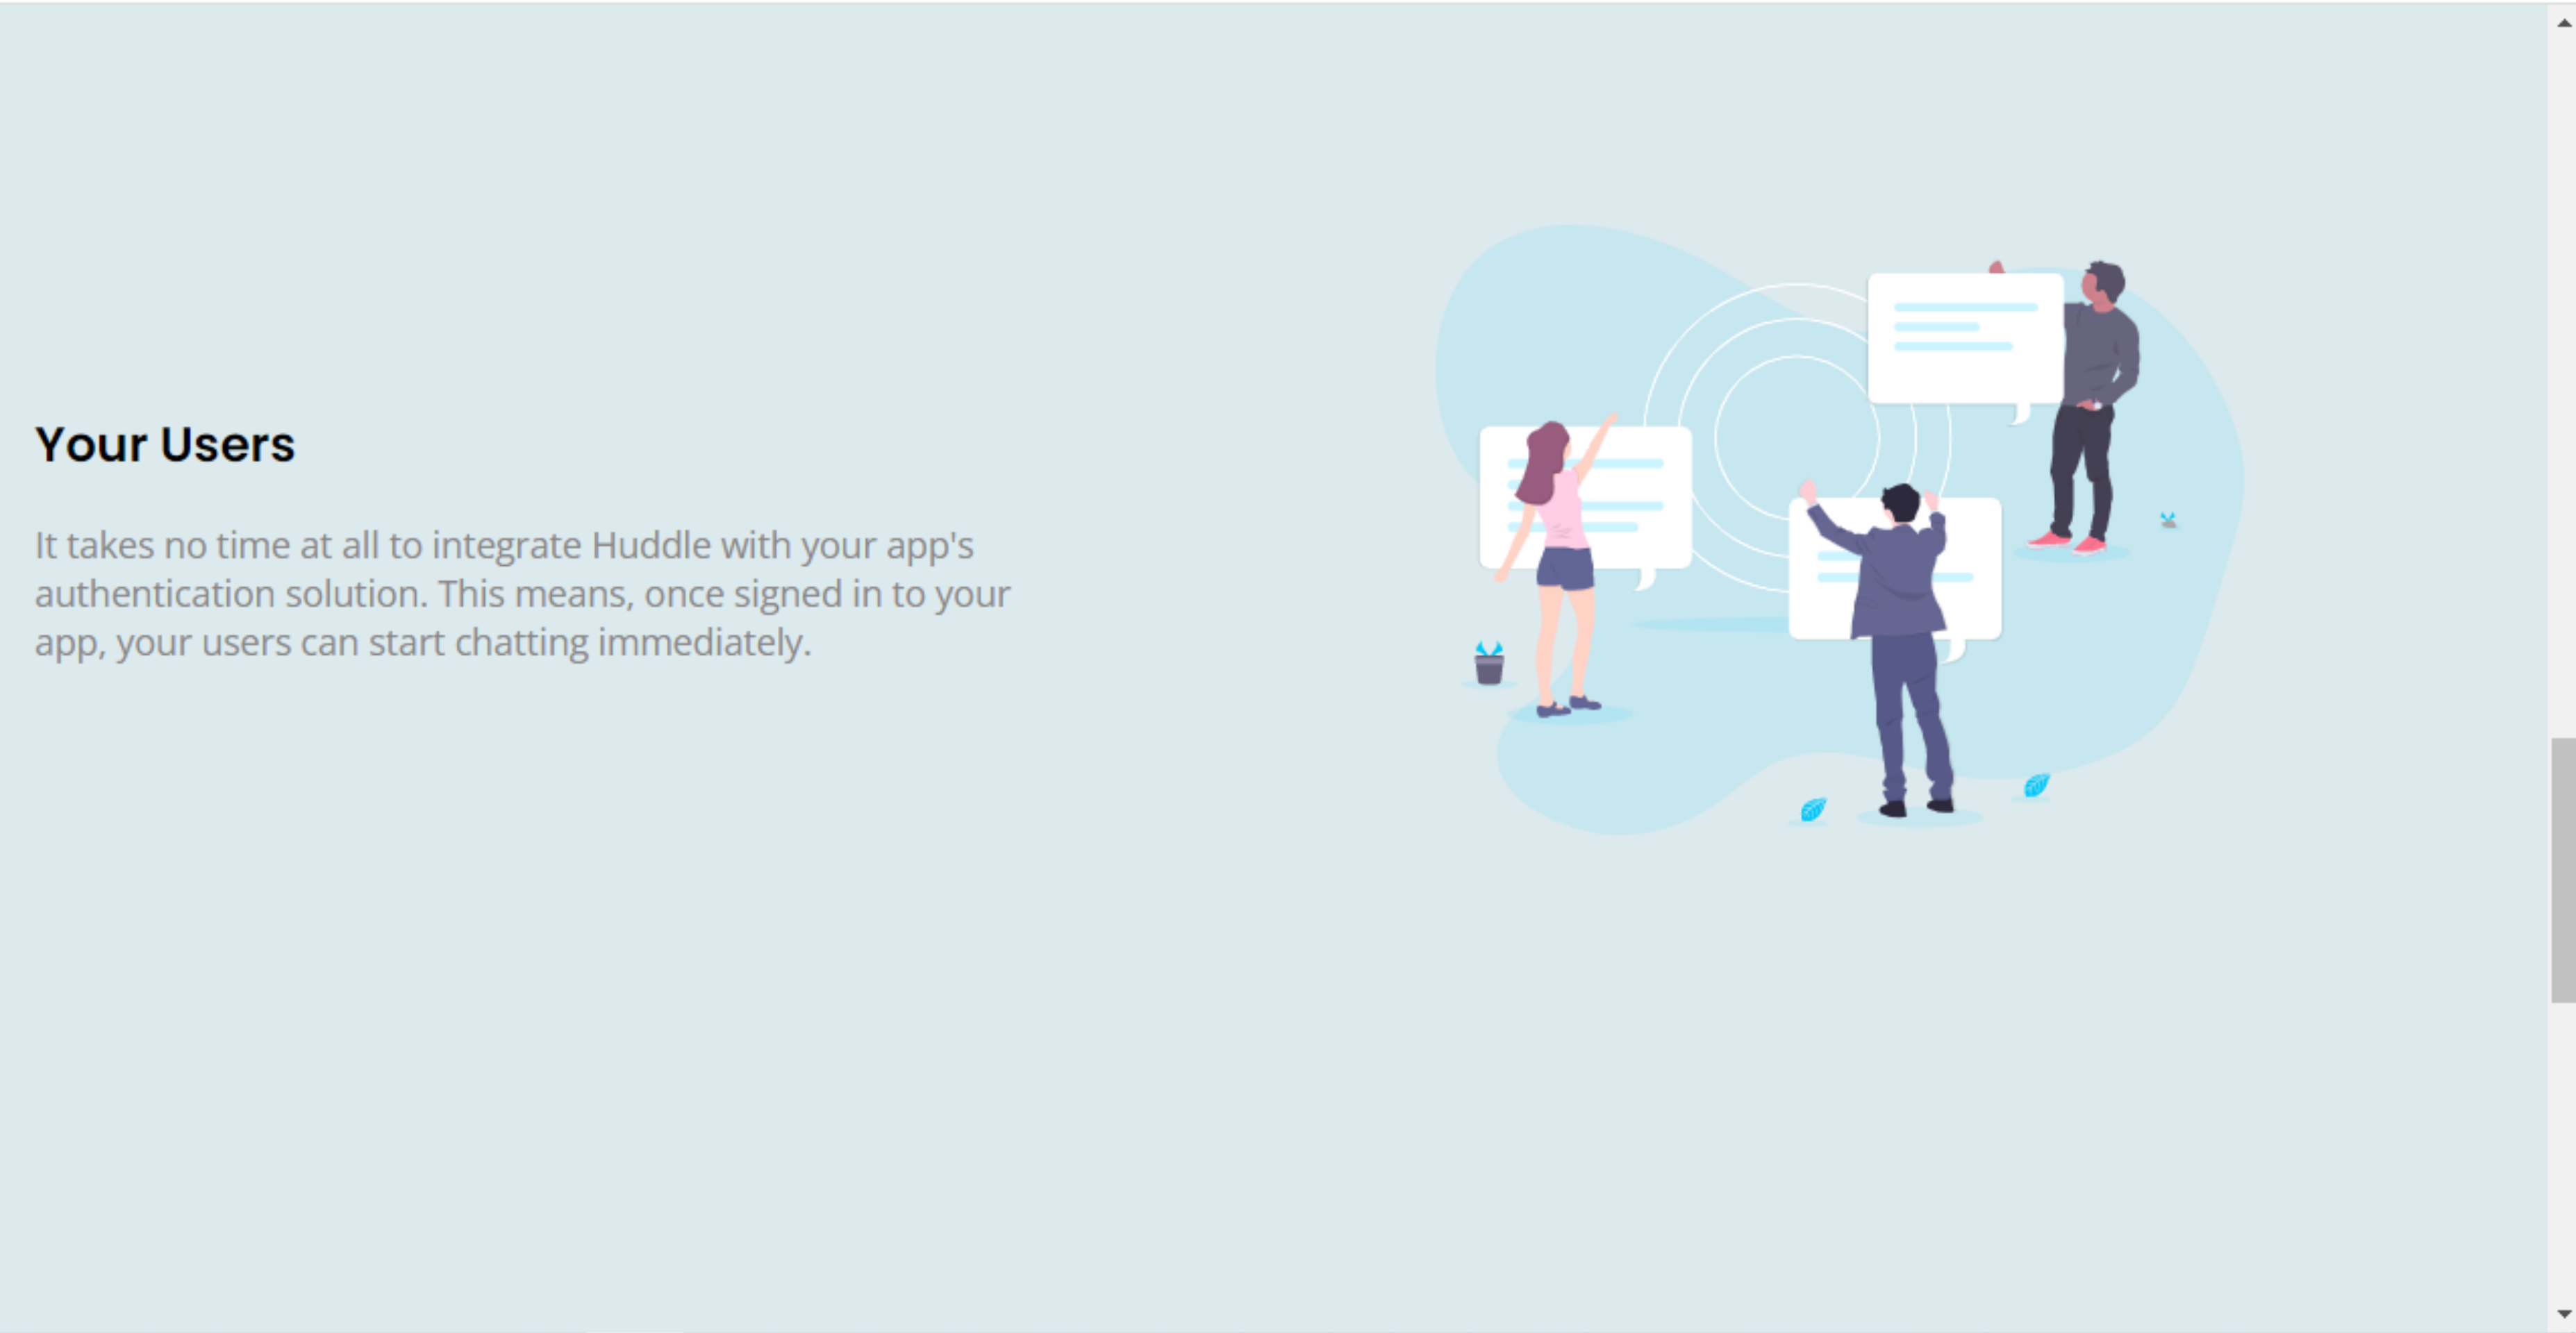 Your Users
It takes no time at all to integrate Huddle with your app's
authentication solution. This means, once signed in to your
app, your users can start chatting immediately.